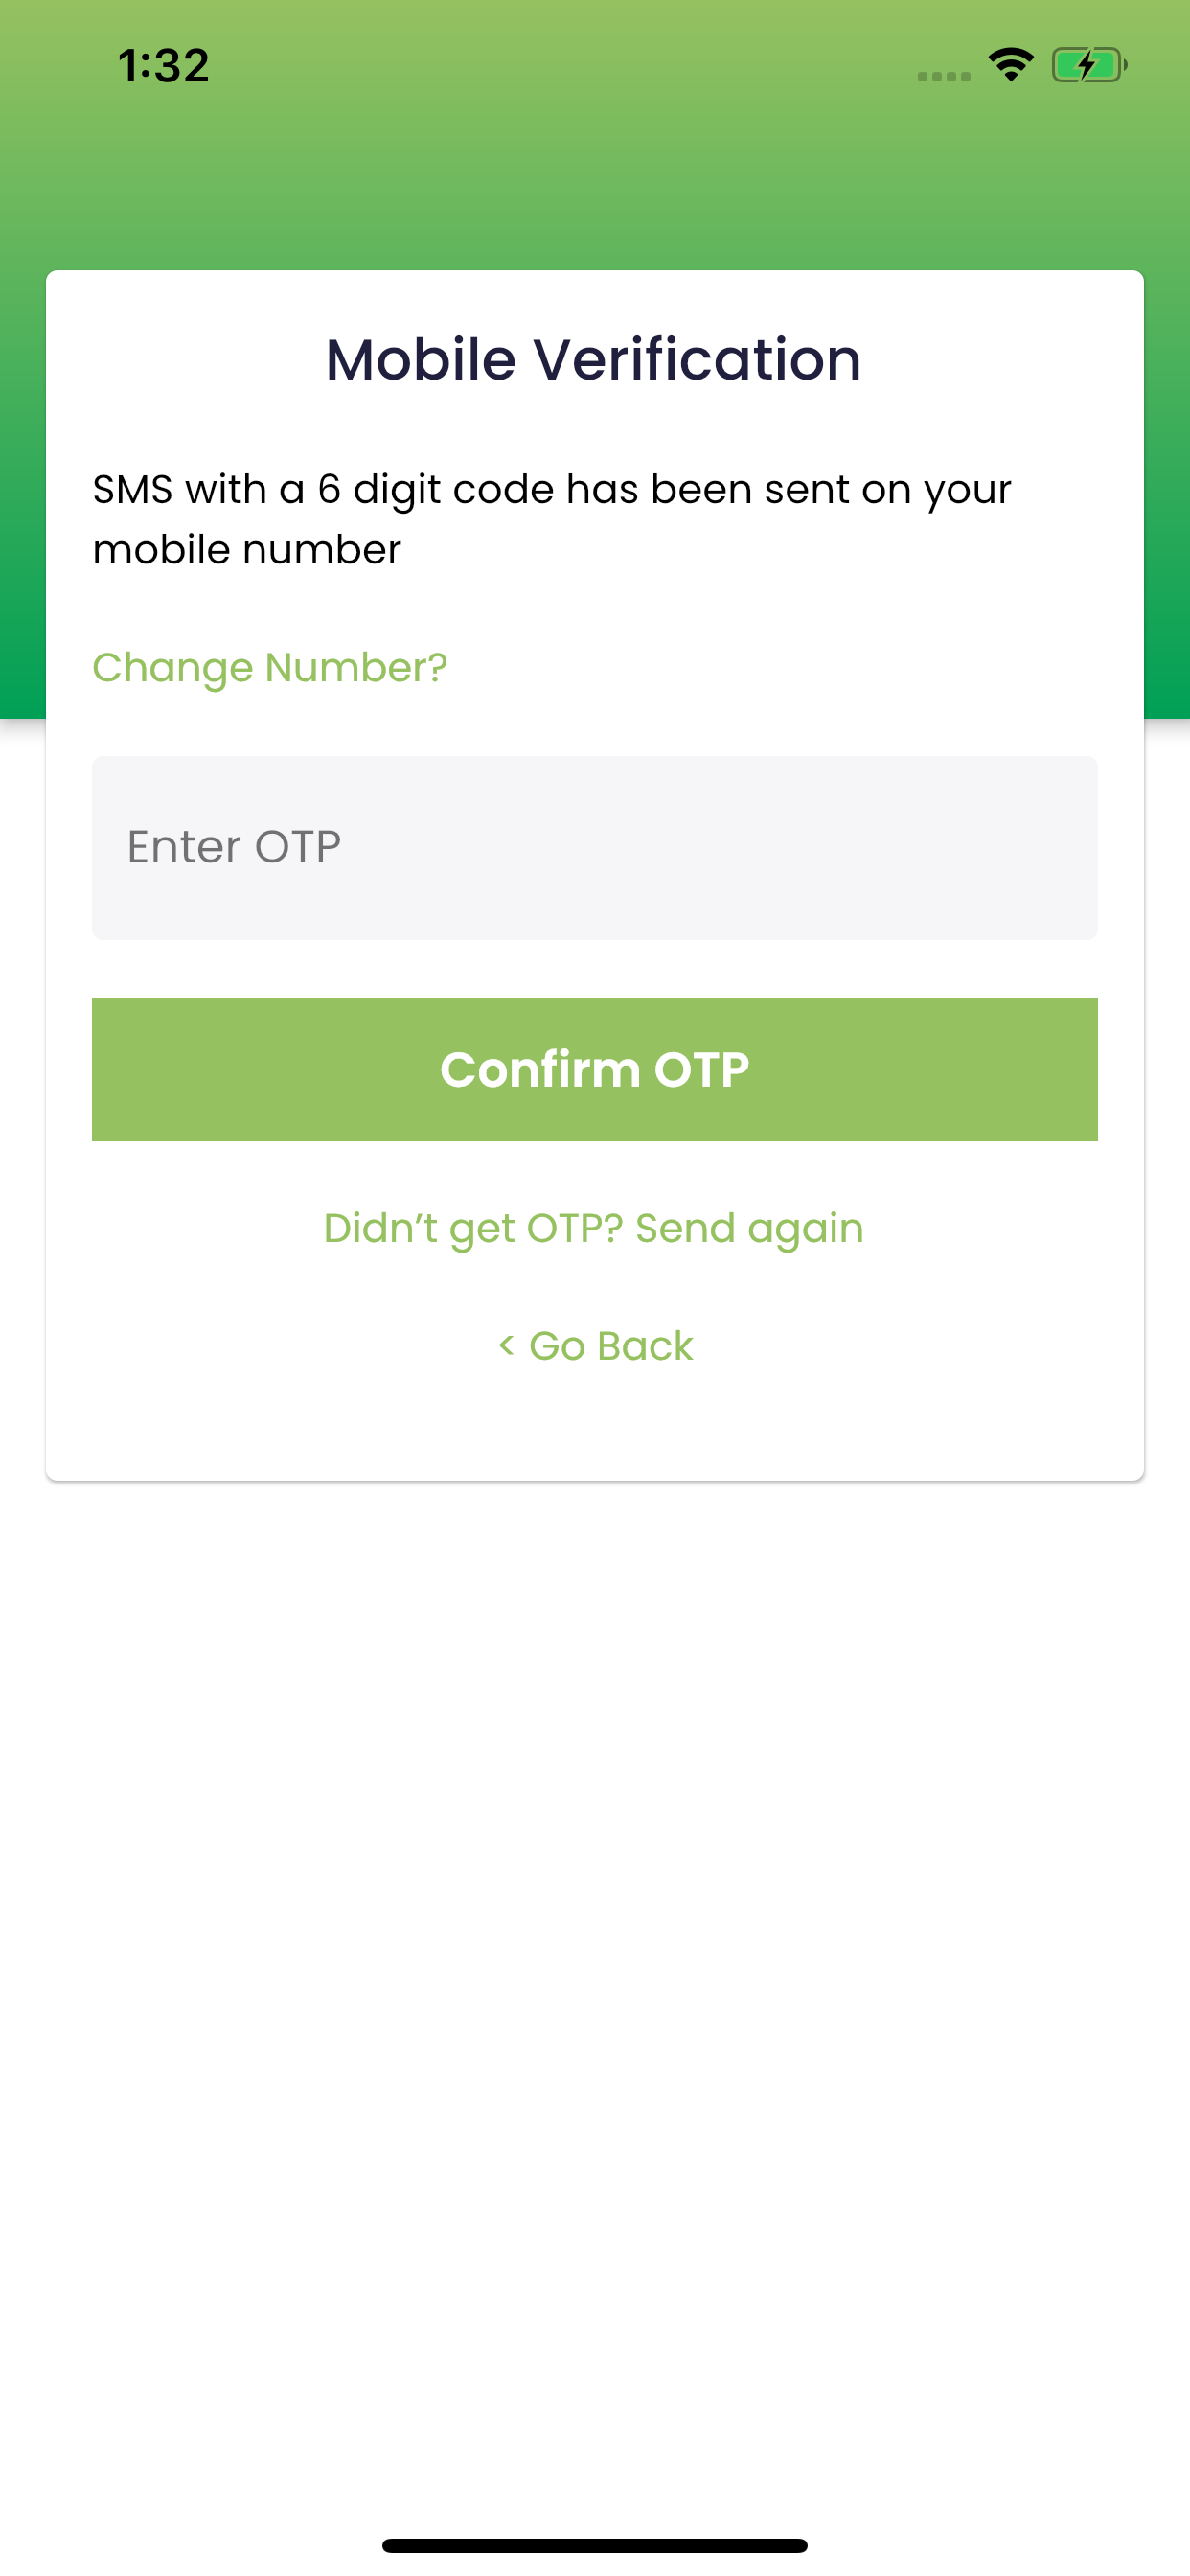 1:32
Mobile Verification
SMS with a 6 digit code has been sent on your
mobile number
Change Number?
Enter OTP
Confirm OTP
Didn’t get OTP? Send again
< Go Back